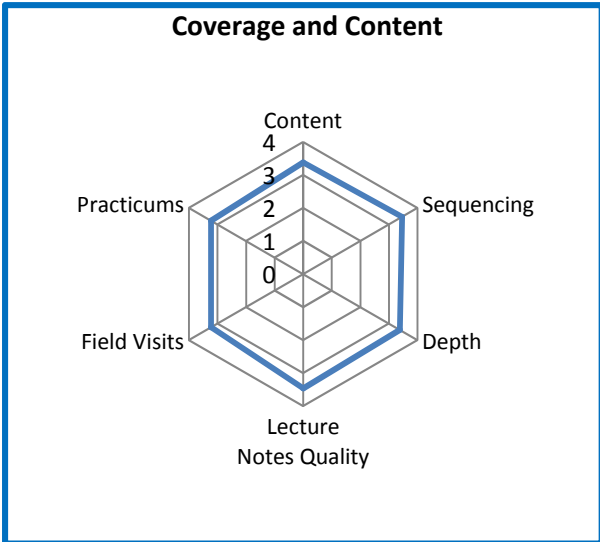 Coverage and Content
Content
4
3
2
1
0
Sequencing
Depth
Lecture
Notes Quality
Field Visits
Practicums